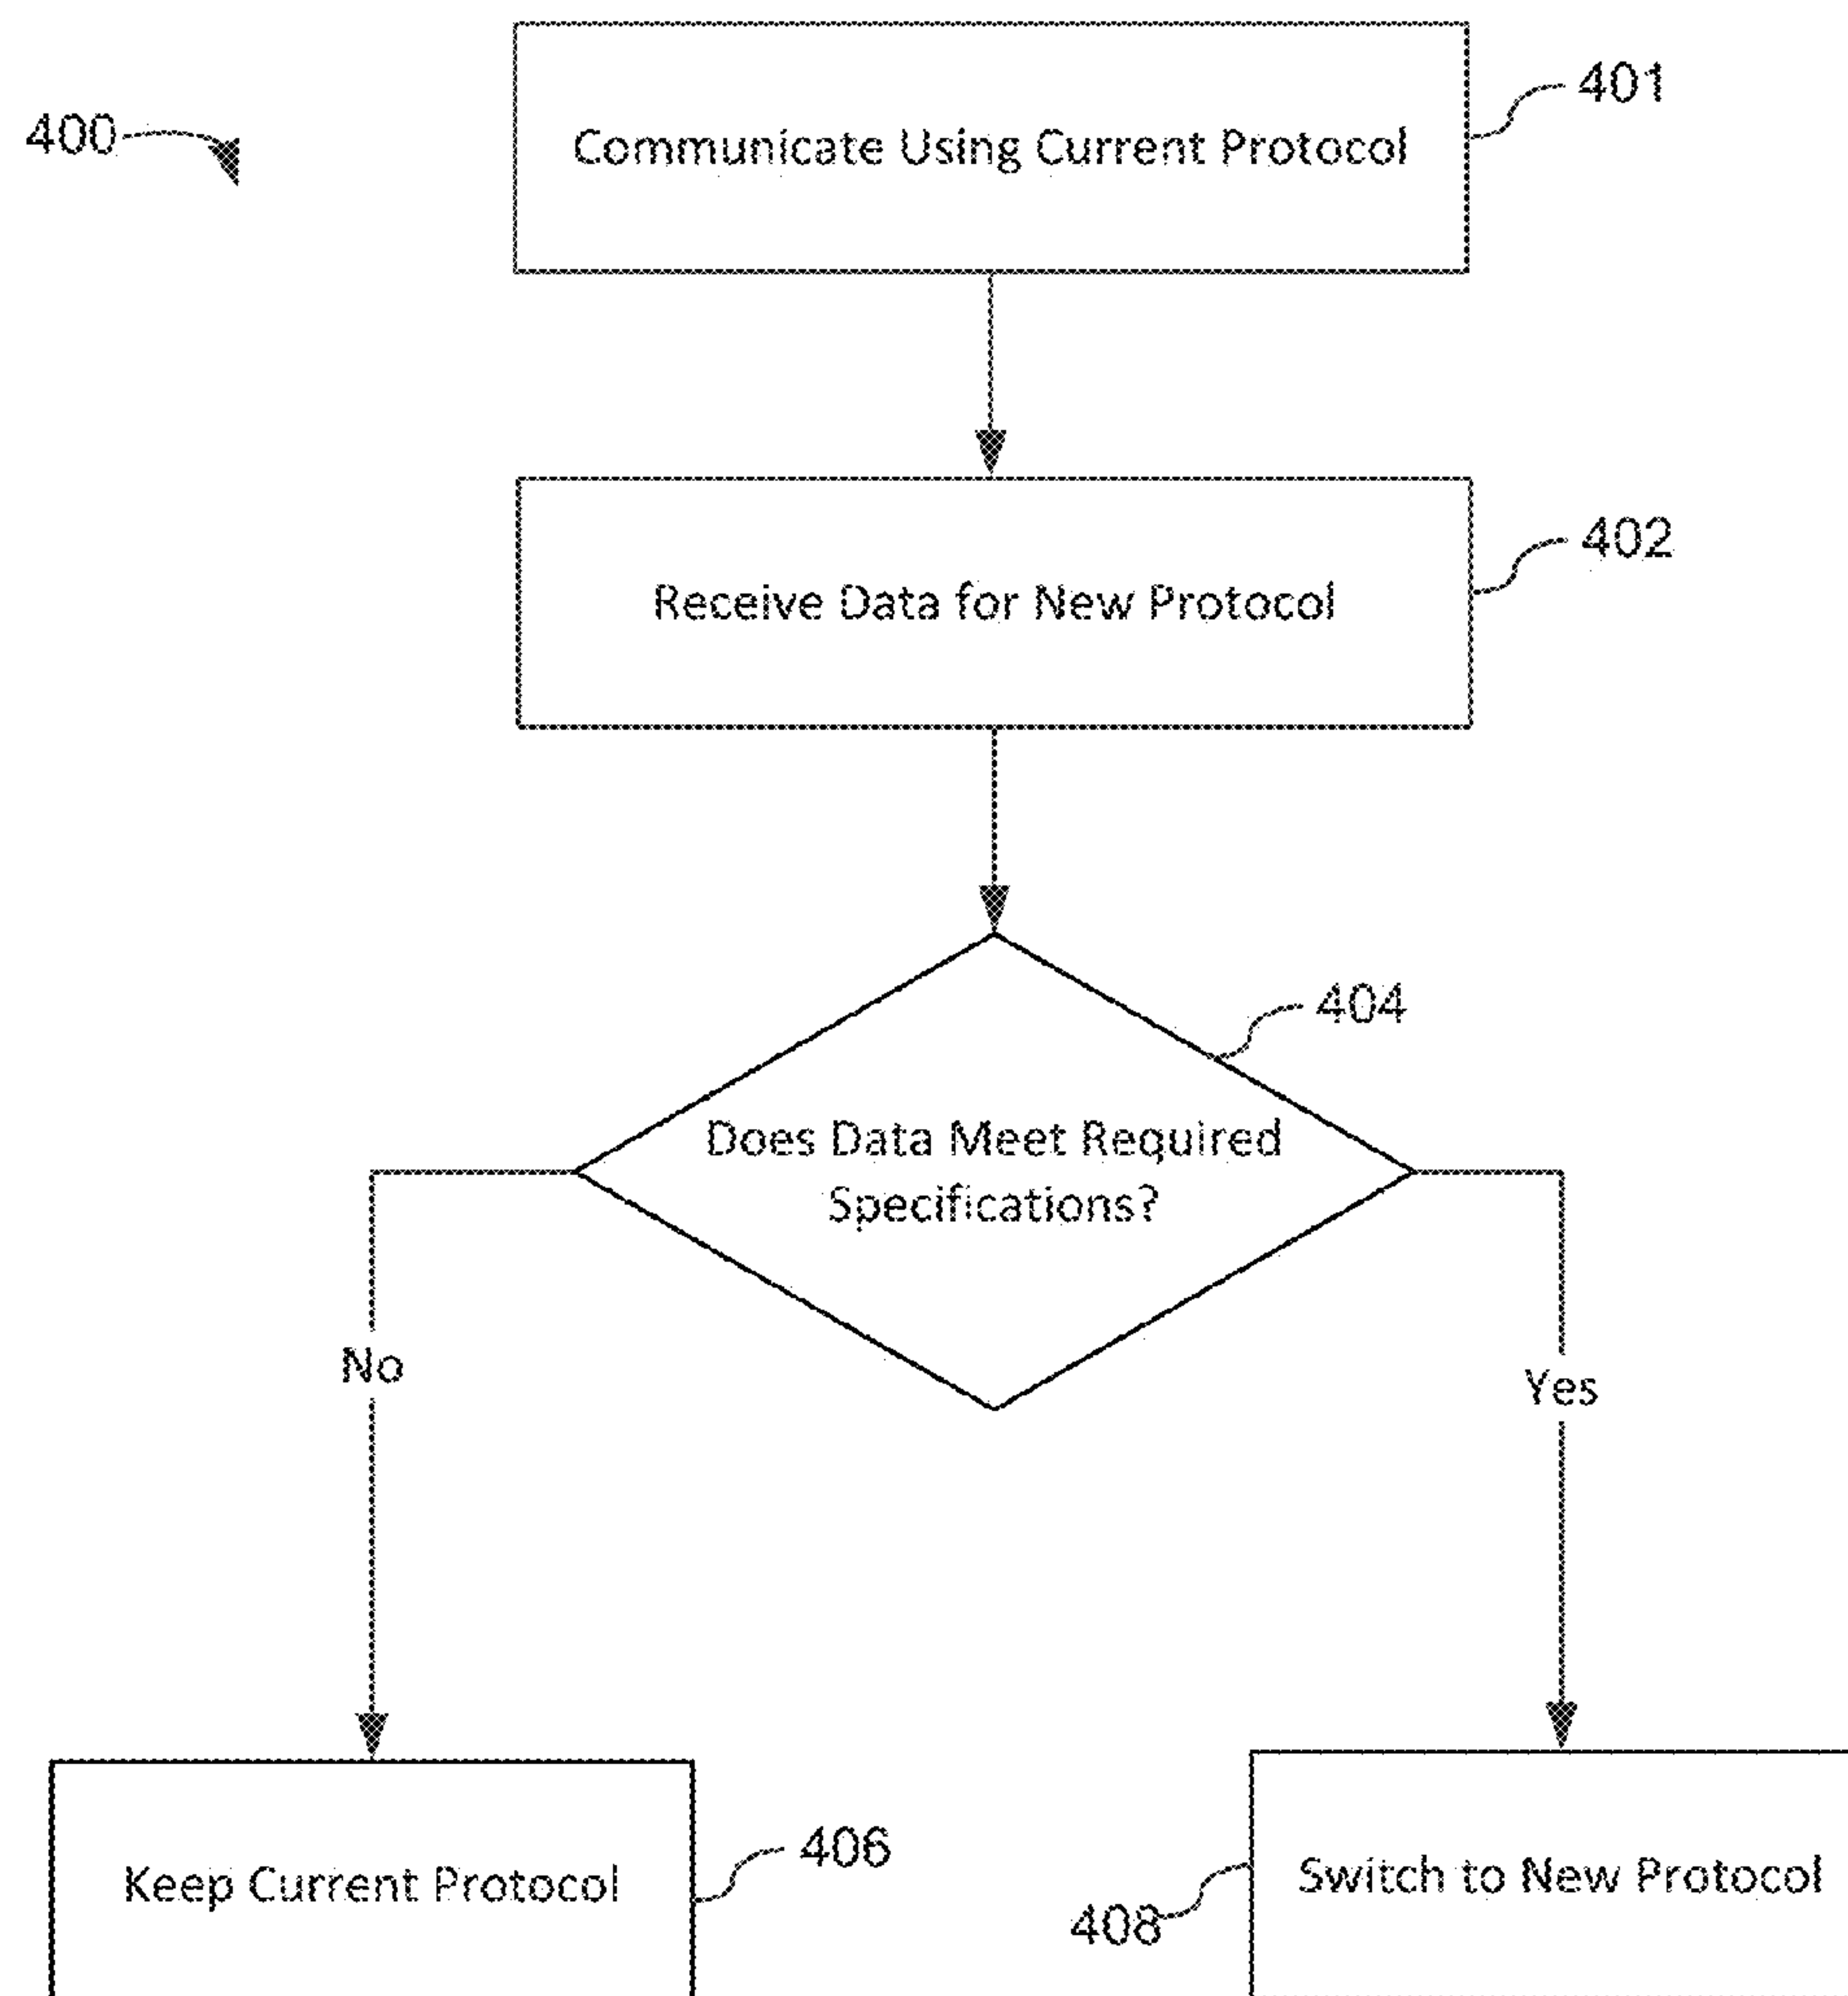 400
Communicate Using Current Protocol
401
Receive Data for New Protocol
402
404
Does Data Meet Required
Specifications?
No
Yes
Keep Current Protocol
406
408
Switch to New Protocol